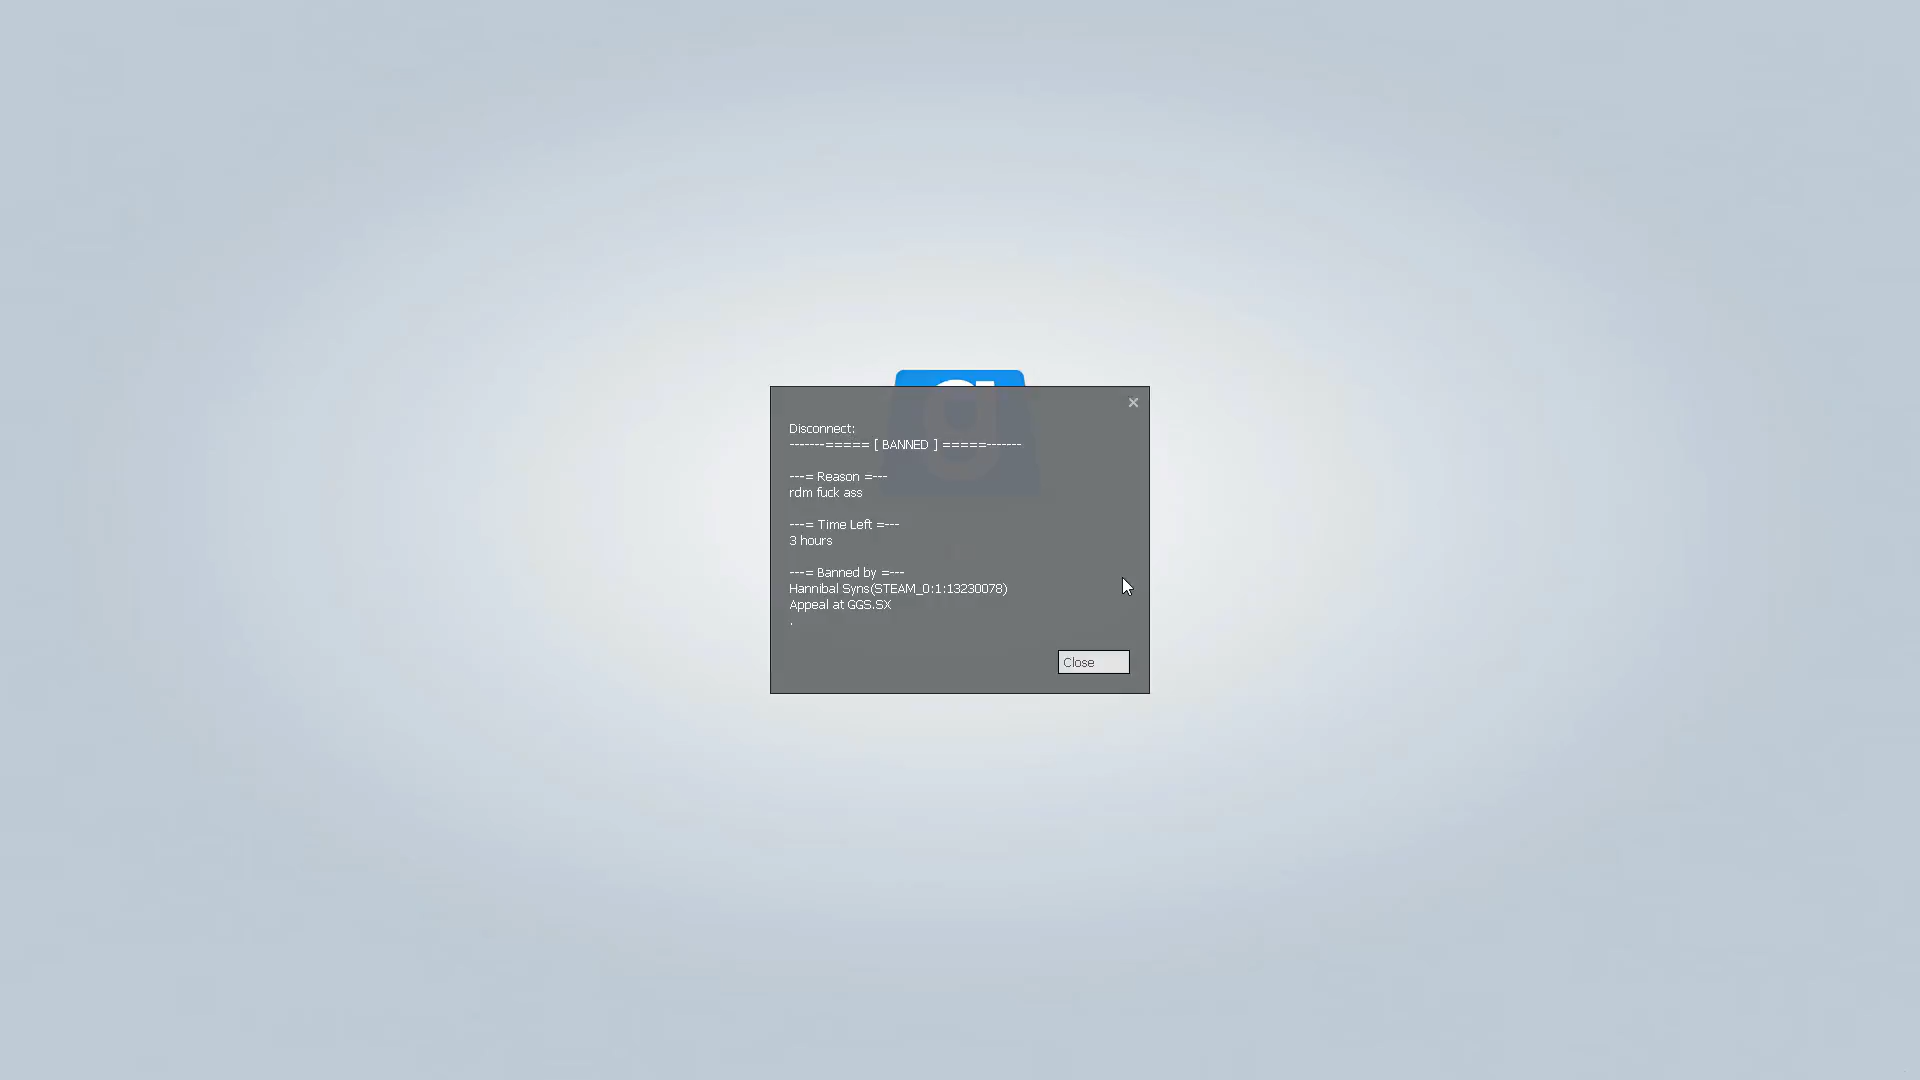 Disconnect:
-------===== [ BANNED ] =====-------
---= Reason =---
rdm fuck ass
---= Time Left =---
3 hours
---= Banned by =---
Hannibal Syns(STEAM_0:1:13230078)
Appeal at GGS.SX
.
Close